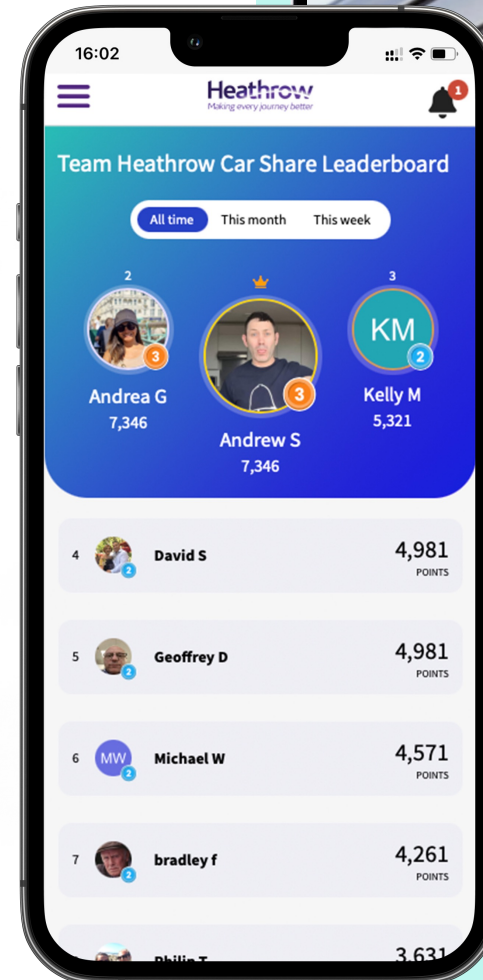 16:02
Heathrow
Making every journey better
1
Team Heathrow Car Share Leaderboard
All time This month This week
2
3
3
3
KM
2
Andrea G
7,346
Kelly M
5,321
Andrew S
7,346
4 David S 4,981
2 POINTS
5 Geoffrey D 4,981
2 POINTS
6 MW Michael W 4,571
2 POINTS
7 bradley f 4,261
2 POINTS
Philip T 3,631